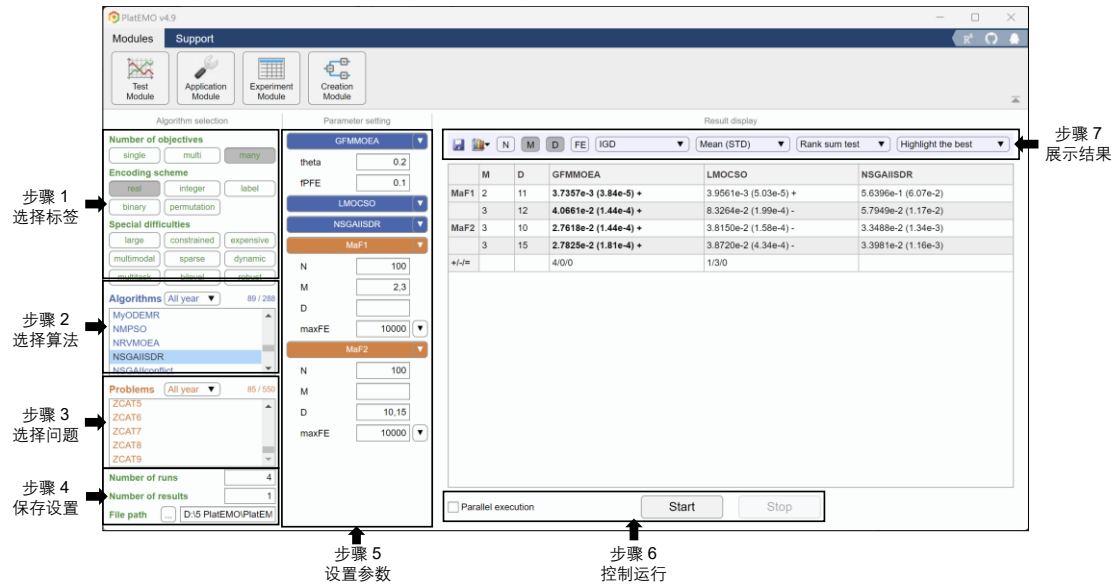 PlatEMO v4.9
Modules Support
Test Module
Application Module
Experiment Module
Creation Module
Algorithm selection
Parameter setting
Result display
步骤 1
选择标签
Number of objectives
single multi many
Encoding scheme
real integer label
binary permutation
Special difficulties
large constrained expensive
multimodal sparse dynamic
multitask bilevel robust
步骤 2
选择算法
Algorithms All year ▼ 89 / 288
MyODEMR
NMPSO
NRVMOEA
NSGAIISDR
NSGAIIconflict
步骤 3
选择问题
Problems All year ▼ 85 / 550
ZCAT5
ZCAT6
ZCAT7
ZCAT8
ZCAT9
步骤 4
保存设置
Number of runs 4
Number of results 1
File path ... D:\5 PlatEMO\PlatEM
GFMMOEA
theta 0.2
fPFE 0.1
LMOCSO
NSGAIISDR
MaF1
N 100
M 2,3
D
maxFE 10000
MaF2
N 100
M
D 10,15
maxFE 10000
步骤 5
设置参数
N M D FE IGD ▼ Mean (STD) ▼ Rank sum test ▼ Highlight the best ▼
步骤 7
展示结果
M D GFMMOEA LMOCSO NSGAIISDR
MaF1 2 11 3.7357e-3 (3.84e-5) + 3.9561e-3 (5.03e-5) + 5.6396e-1 (6.07e-2)
3 12 4.0661e-2 (1.44e-4) + 8.3264e-2 (1.99e-4) - 5.7949e-2 (1.17e-2)
MaF2 3 10 2.7618e-2 (1.44e-4) + 3.8150e-2 (1.58e-4) - 3.3488e-2 (1.34e-3)
3 15 2.7825e-2 (1.81e-4) + 3.8720e-2 (4.34e-4) - 3.3981e-2 (1.16e-3)
+/-/= 4/0/0 1/3/0
Parallel execution Start Stop
步骤 6
控制运行